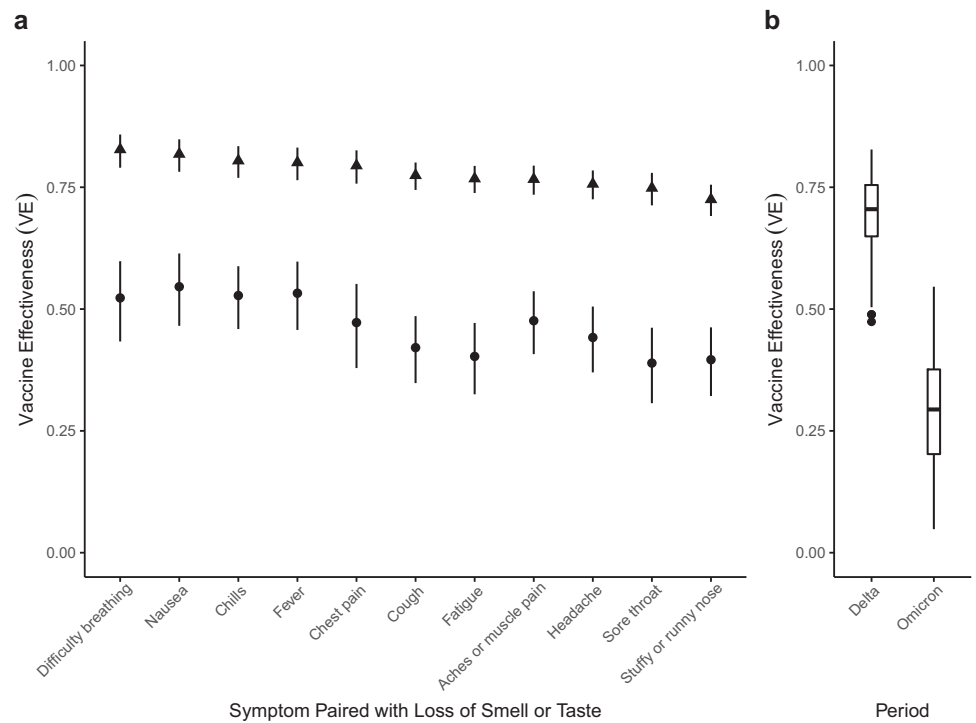 a
Vaccine Effectiveness (VE)
1.00
0.75
0.50
0.25
0.00
Difficulty breathing
Nausea
Chills
Fever
Chest pain
Cough
Fatigue
Aches or muscle pain
Headache
Sore throat
Stuffy or runny nose
Symptom Paired with Loss of Smell or Taste
b
Vaccine Effectiveness (VE)
1.00
0.75
0.50
0.25
0.00
Delta
Omicron
Period